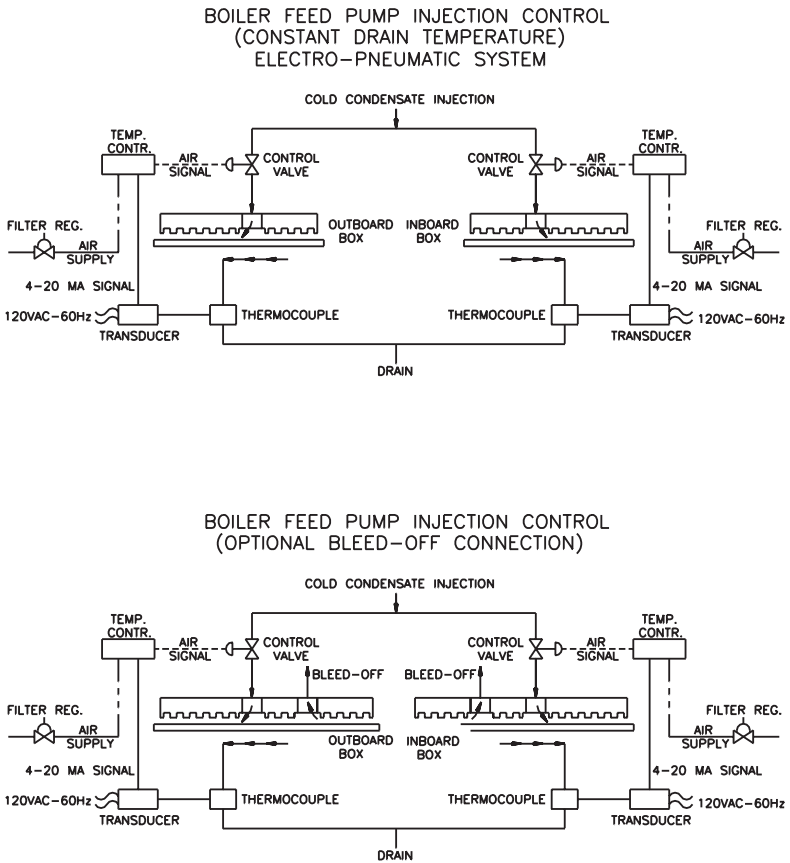 BOILER FEED PUMP INJECTION CONTROL
(CONSTANT DRAIN TEMPERATURE)
ELECTRO-PNEUMATIC SYSTEM
COLD CONDENSATE INJECTION
TEMP.
CONTR.
AIR
SIGNAL
CONTROL
VALVE
CONTROL
VALVE
AIR
SIGNAL
TEMP.
CONTR.
FILTER REG.
AIR
SUPPLY
OUTBOARD
BOX
INBOARD
BOX
FILTER REG.
AIR
SUPPLY
4-20 MA SIGNAL
4-20 MA SIGNAL
120VAC-60Hz
TRANSDUCER
THERMOCOUPLE
THERMOCOUPLE
TRANSDUCER
120VAC-60Hz
DRAIN
BOILER FEED PUMP INJECTION CONTROL
(OPTIONAL BLEED-OFF CONNECTION)
COLD CONDENSATE INJECTION
TEMP.
CONTR.
AIR
SIGNAL
CONTROL
VALVE
CONTROL
VALVE
AIR
SIGNAL
TEMP.
CONTR.
BLEED-OFF
BLEED-OFF
FILTER REG.
AIR
SUPPLY
OUTBOARD
BOX
INBOARD
BOX
FILTER REG.
AIR
SUPPLY
4-20 MA SIGNAL
4-20 MA SIGNAL
120VAC-60Hz
TRANSDUCER
THERMOCOUPLE
THERMOCOUPLE
TRANSDUCER
120VAC-60Hz
DRAIN